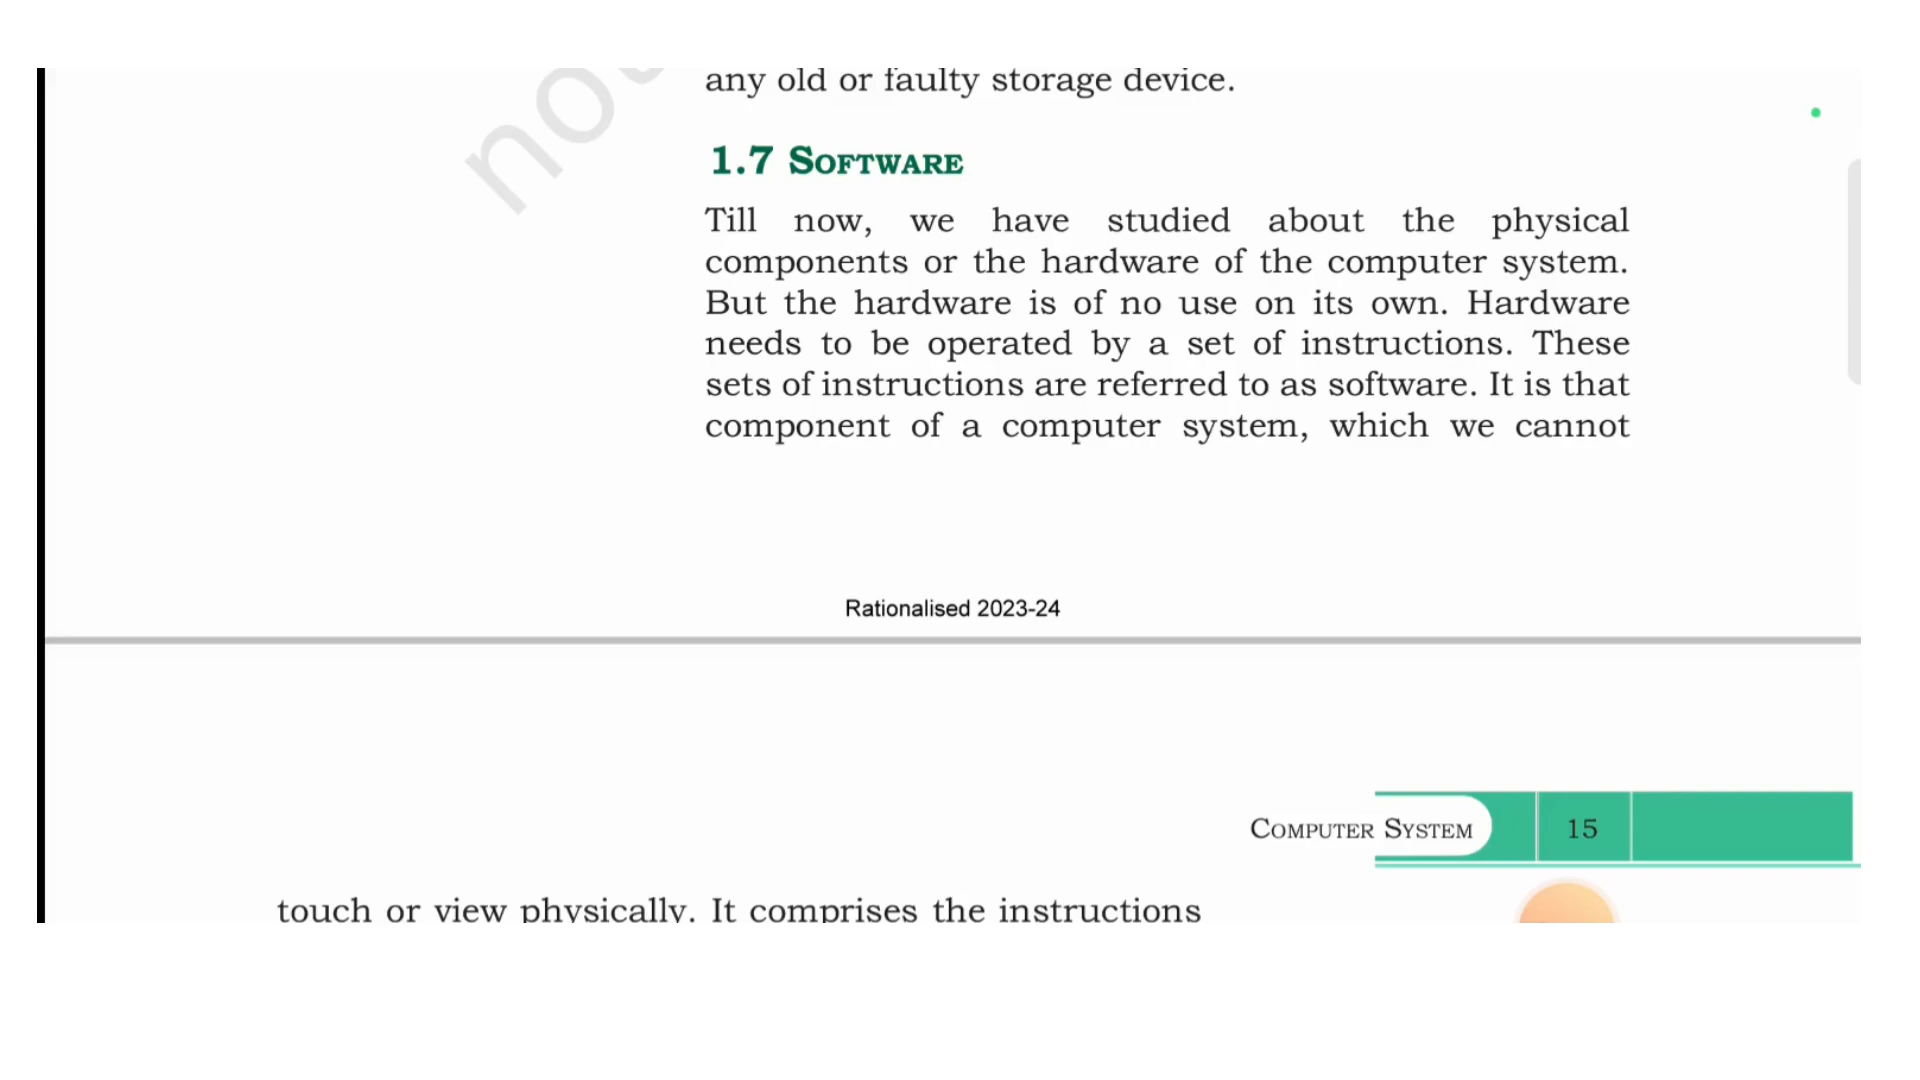 any old or faulty storage device.
1.7 SOFTWARE
Till now, we have studied about the physical
components or the hardware of the computer system.
But the hardware is of no use on its own. Hardware
needs to be operated by a set of instructions. These
sets of instructions are referred to as software. It is that
component of a computer system, which we cannot
Rationalised 2023-24
COMPUTER SYSTEM 15
touch or view physically. It comprises the instructions